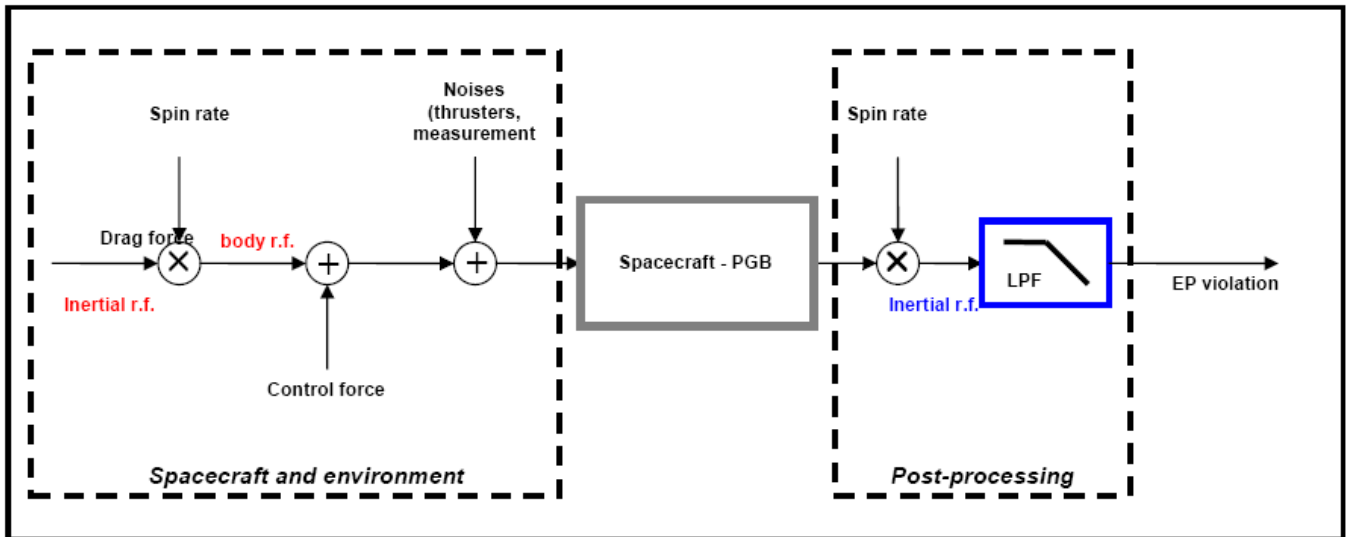 Spin rate
Noises
(thrusters,
measurement
Spin rate
Drag force
body r.f.
Inertial r.f.
Control force
Spacecraft - PGB
LPF
Inertial r.f.
EP violation
Spacecraft and environment
Post-processing